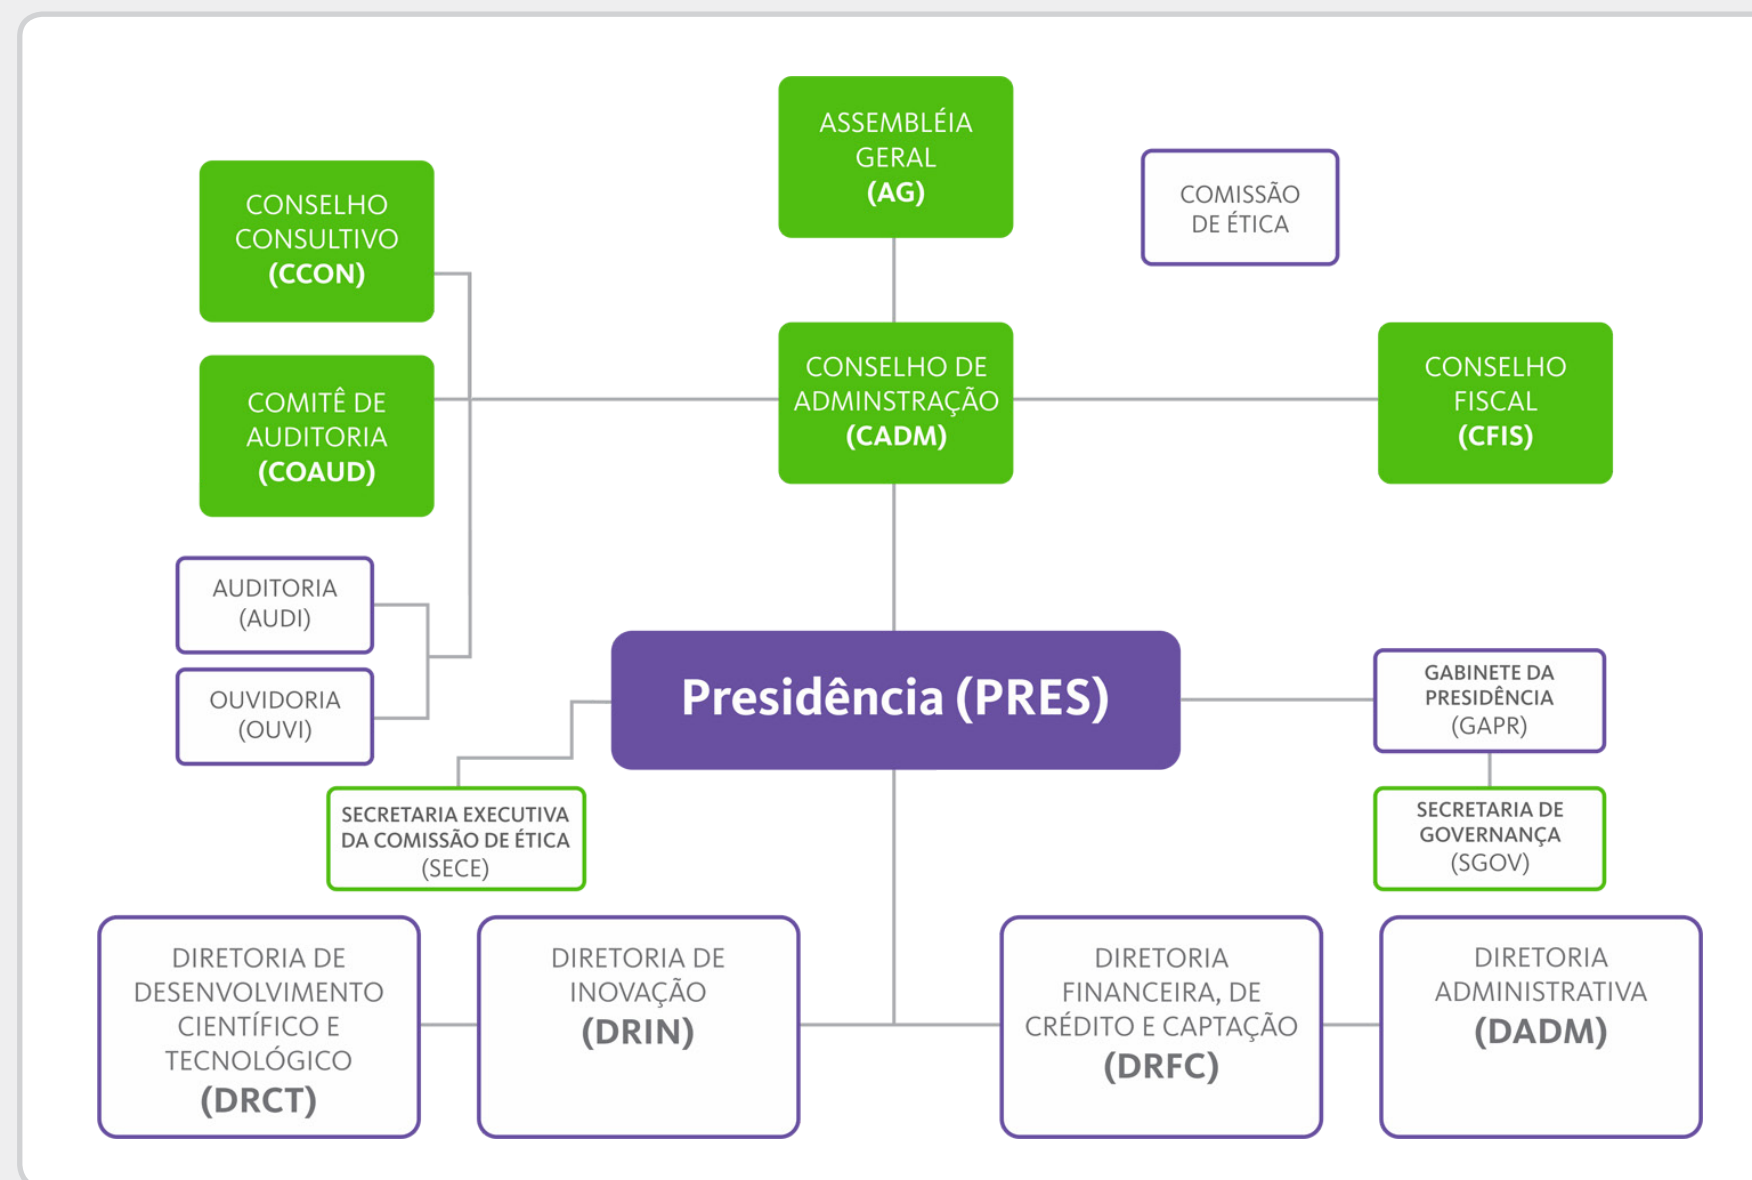 ASSEMBLÉIA
GERAL
(AG)
COMISSÃO
DE ÉTICA
CONSELHO
CONSULTIVO
(CCON)
COMITÊ DE
AUDITORIA
(COAUD)
CONSELHO DE
ADMINSTRAÇÃO
(CADM)
CONSELHO
FISCAL
(CFIS)
AUDITORIA
(AUDI)
OUVIDORIA
(OUVI)
Presidência (PRES)
GABINETE DA
PRESIDÊNCIA
(GAPR)
SECRETARIA EXECUTIVA
DA COMISSÃO DE ÉTICA
(SECE)
SECRETARIA DE
GOVERNANÇA
(SGOV)
DIRETORIA DE
DESENVOLVIMENTO
CIENTÍFICO E
TECNOLÓGICO
(DRCT)
DIRETORIA DE
INOVAÇÃO
(DRIN)
DIRETORIA
FINANCEIRA, DE
CRÉDITO E CAPTAÇÃO
(DRFC)
DIRETORIA
ADMINISTRATIVA
(DADM)